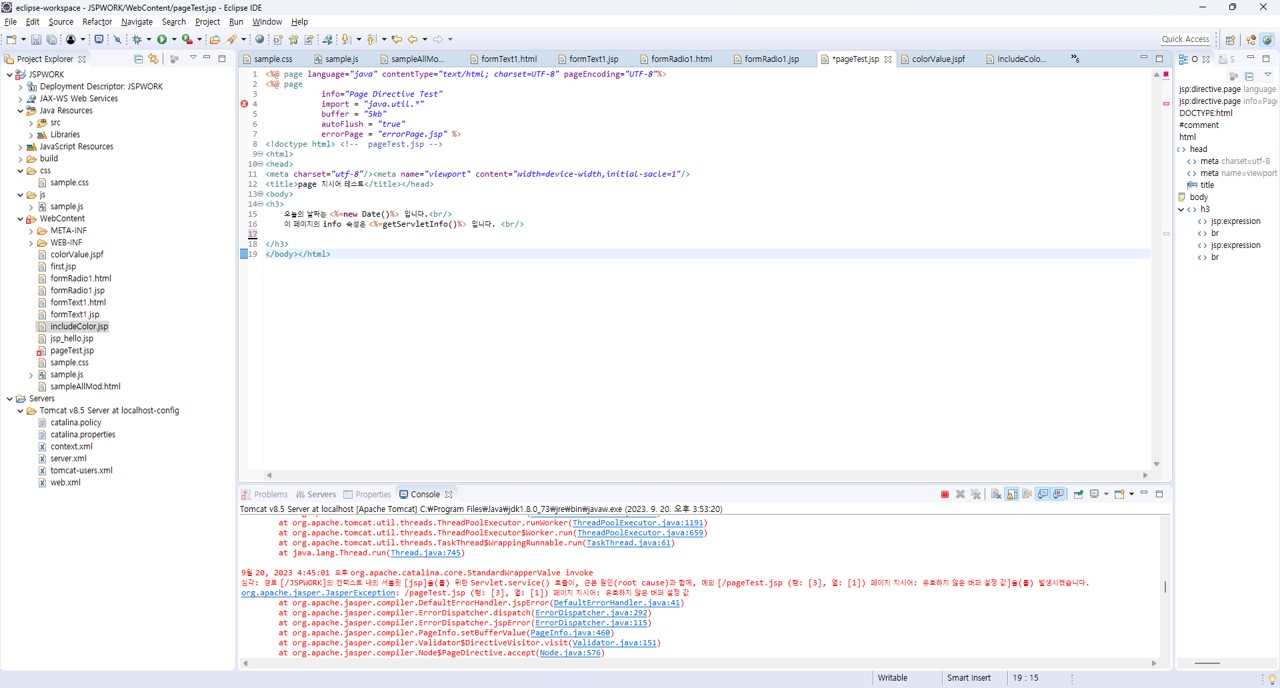 eclipse-workspace - JSPWORK/WebContent/pageTest.jsp - Eclipse IDE
File Edit Source Refactor Navigate Search Project Run Window Help
Quick Access
Project Explorer
JSPWORK
Deployment Descriptor: JSPWORK
JAX-WS Web Services
Java Resources
src
Libraries
JavaScript Resources
build
css
sample.css
js
sample.js
WebContent
META-INF
WEB-INF
colorValue.jspf
first.jsp
formRadio1.html
formRadio1.jsp
formText1.html
formText1.jsp
includeColor.jsp
jsp_hello.jsp
pageTest.jsp
sample.css
sample.js
sampleAllMod.html
Servers
Tomcat v8.5 Server at localhost-config
catalina.policy
catalina.properties
context.xml
server.xml
tomcat-users.xml
web.xml
sample.css sample.js sampleAllMo... formText1.html formText1.jsp formRadio1.html formRadio1.jsp *pageTest.jsp colorValue.jspf includeColo... »5
1 <%@ page language="java" contentType="text/html; charset=UTF-8" pageEncoding="UTF-8"%>
2 <%@ page
3 info="Page Directive Test"
4 import = "java.util.*"
5 buffer = "5kb"
6 autoFlush = "true"
7 errorPage = "errorPage.jsp" %>
8 <!doctype html> <!-- pageTest.jsp -->
9 <html>
10 <head>
11 <meta charset="utf-8"/><meta name="viewport" content="width=device-width,initial-sacle=1"/>
12 <title>page 지시어 테스트</title></head>
13 <body>
14 <h3>
15 오늘의 날짜는 <%=new Date()%> 입니다.<br/>
16 이 페이지의 info 속성은 <%=getServletInfo()%> 입니다. <br/>
17
18 </h3>
19 </body></html>
O S
jsp:directive.page language
jsp:directive.page info=Page
DOCTYPE:html
#comment
html
head
meta charset=utf-8
meta name=viewport
title
body
h3
jsp:expression
br
jsp:expression
br
Problems Servers Properties Console
Tomcat v8.5 Server at localhost [Apache Tomcat] C:₩Program Files₩Java₩jdk1.8.0_73₩jre₩bin₩javaw.exe (2023. 9. 20. 오후 3:53:20)
at org.apache.tomcat.util.threads.ThreadPoolExecutor.runWorker(ThreadPoolExecutor.java:1191)
at org.apache.tomcat.util.threads.ThreadPoolExecutor$Worker.run(ThreadPoolExecutor.java:659)
at org.apache.tomcat.util.threads.TaskThread$WrappingRunnable.run(TaskThread.java:61)
at java.lang.Thread.run(Thread.java:745)
9월 20, 2023 4:45:01 오후 org.apache.catalina.core.StandardWrapperValve invoke
심각: 경로 [/JSPWORK]의 컨텍스트 내의 서블릿 [jsp]을(를) 위한 Servlet.service() 호출이, 근본 원인(root cause)과 함께, 예외 [/pageTest.jsp (행: [3], 열: [1]) 페이지 지시어: 유효하지 않은 버퍼 설정 값]을(를) 발생시켰습니다.
org.apache.jasper.JasperException: /pageTest.jsp (행: [3], 열: [1]) 페이지 지시어: 유효하지 않은 버퍼 설정 값
at org.apache.jasper.compiler.DefaultErrorHandler.jspError(DefaultErrorHandler.java:41)
at org.apache.jasper.compiler.ErrorDispatcher.dispatch(ErrorDispatcher.java:292)
at org.apache.jasper.compiler.ErrorDispatcher.jspError(ErrorDispatcher.java:115)
at org.apache.jasper.compiler.PageInfo.setBufferValue(PageInfo.java:460)
at org.apache.jasper.compiler.Validator$DirectiveVisitor.visit(Validator.java:151)
at org.apache.jasper.compiler.Node$PageDirective.accept(Node.java:576)
Writable Smart Insert 19 : 15